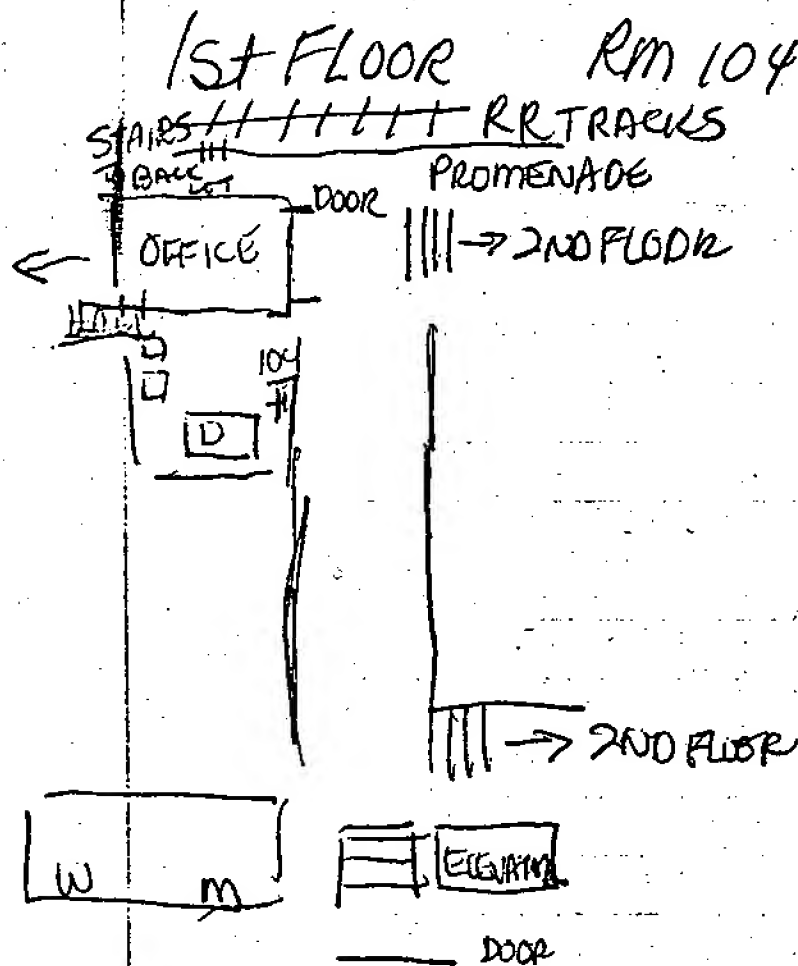 1st FLOOR RM 104
STAIRS RR TRACKS
BACK LOT PROMENADE
DOOR
OFFICE → 2ND FLOOR
104
D
→ 2ND FLOOR
W M ELEVATOR
DOOR